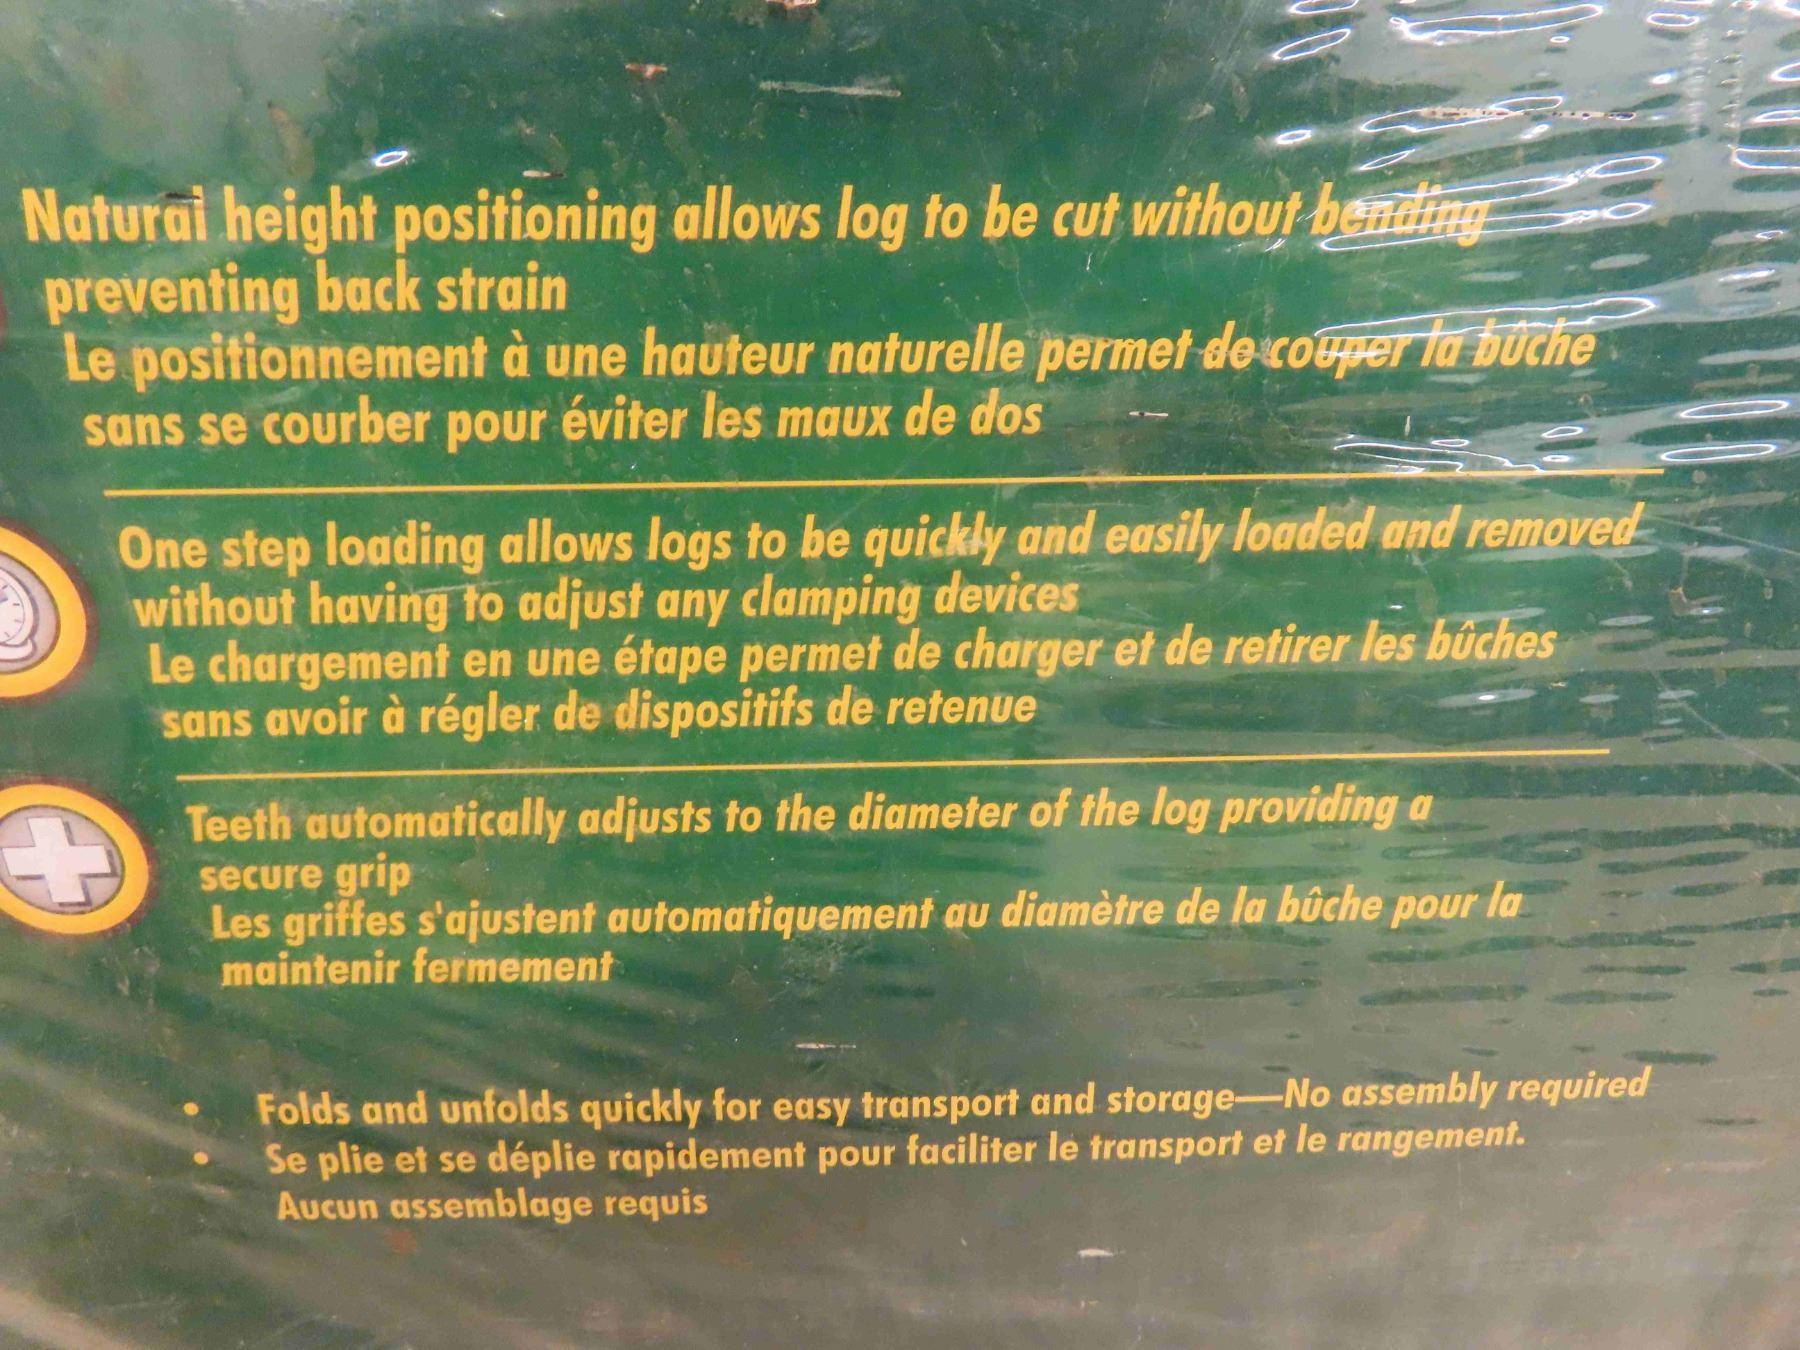 Natural height positioning allows log to be cut without bending
preventing back strain
Le positionnement à une hauteur naturelle permet de couper la bûche
sans se courber pour éviter les maux de dos
One step loading allows logs to be quickly and easily loaded and removed
without having to adjust any clamping devices
Le chargement en une étape permet de charger et de retirer les bûches
sans avoir à régler de dispositifs de retenue
Teeth automatically adjusts to the diameter of the log providing a
secure grip
Les griffes s'ajustent automatiquement au diamètre de la bûche pour la
maintenir fermement
• Folds and unfolds quickly for easy transport and storage—No assembly required
• Se plie et se déplie rapidement pour faciliter le transport et le rangement.
Aucun assemblage requis